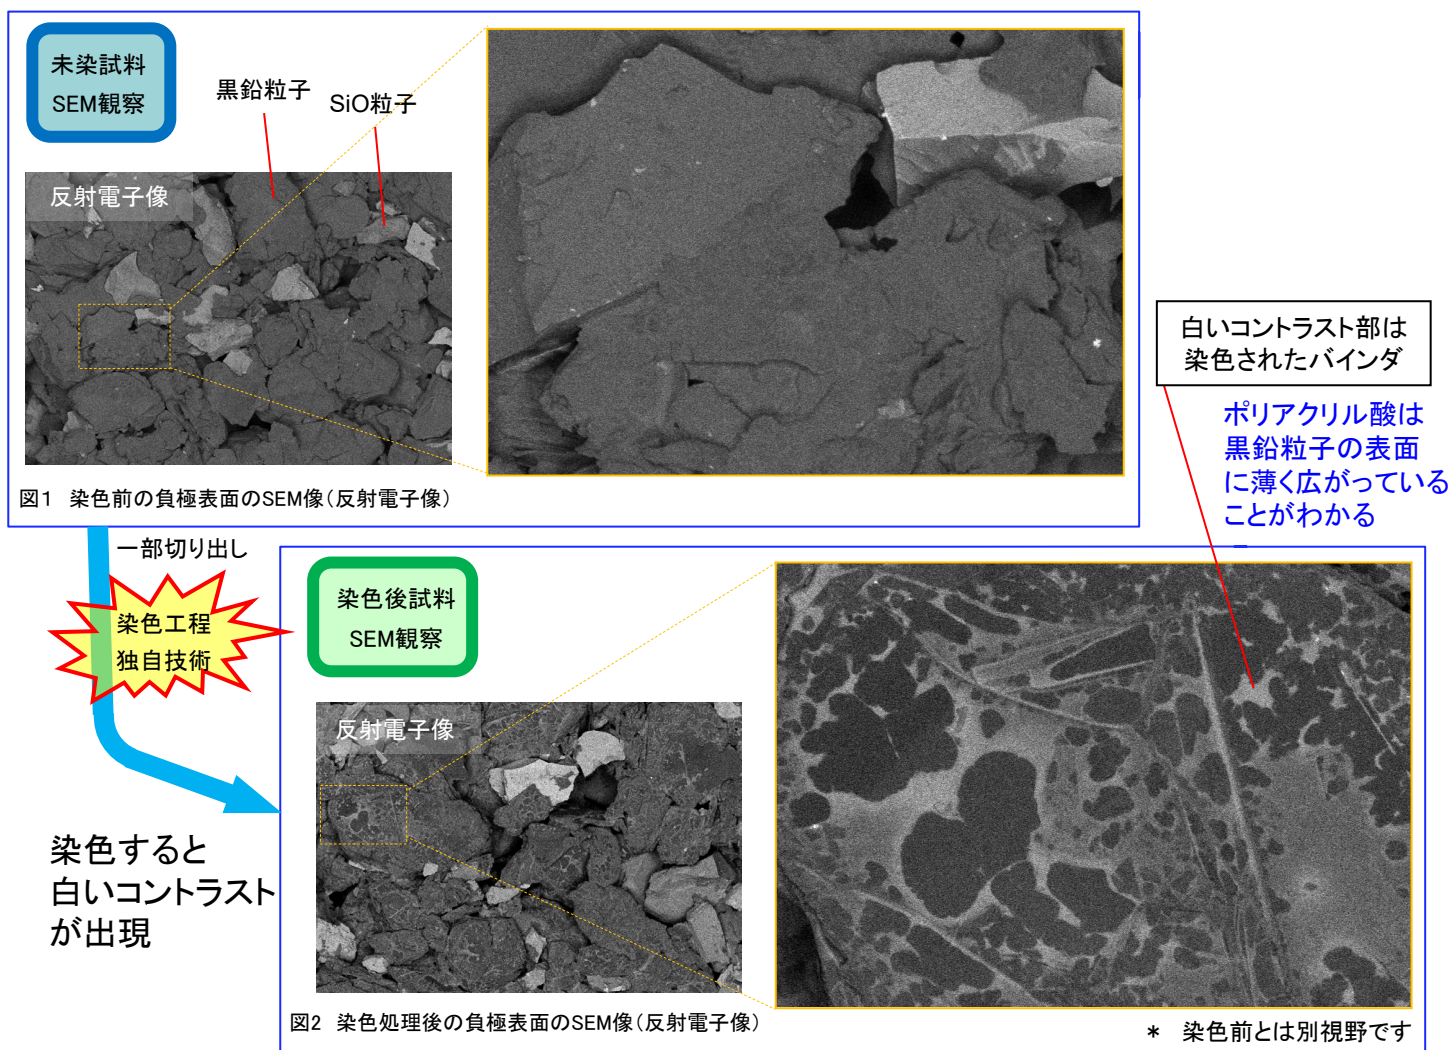 未染試料
SEM観察
黒鉛粒子
SiO粒子
反射電子像
図1 染色前の負極表面のSEM像(反射電子像)
白いコントラスト部は
染色されたバインダ
ポリアクリル酸は
黒鉛粒子の表面
に薄く広がっている
ことがわかる
一部切り出し
染色工程
独自技術
染色後試料
SEM観察
反射電子像
染色すると
白いコントラスト
が出現
図2 染色処理後の負極表面のSEM像(反射電子像)
* 染色前とは別視野です